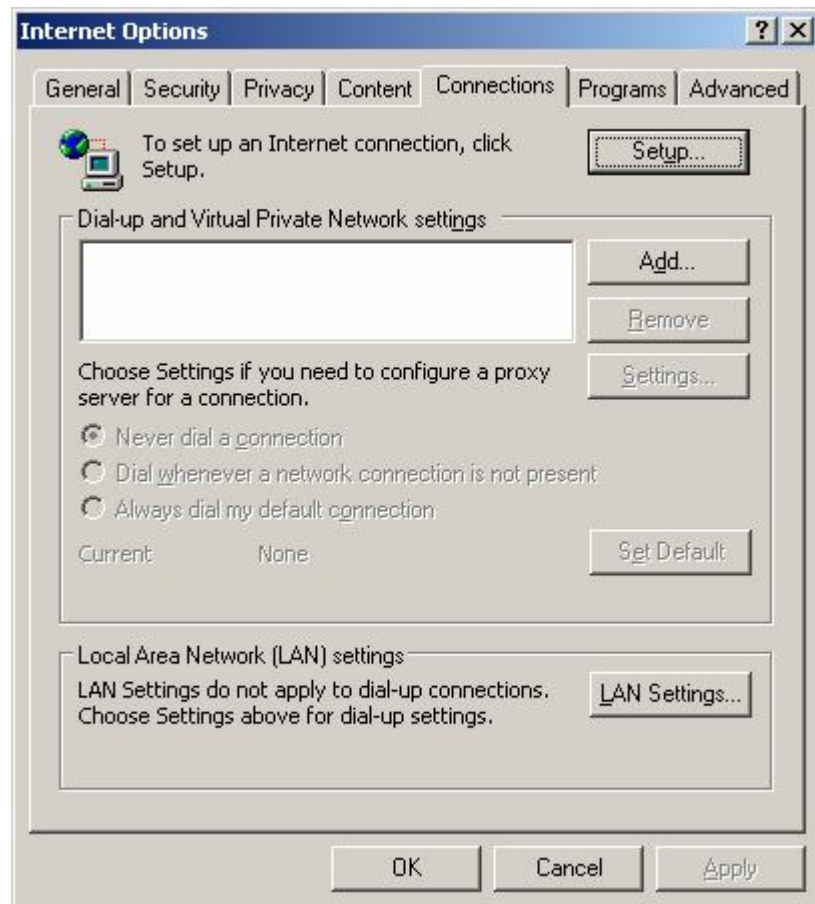 Internet Options
General Security Privacy Content Connections Programs Advanced
To set up an Internet connection, click
Setup.
Setup...
Dial-up and Virtual Private Network settings
Add...
Remove
Choose Settings if you need to configure a proxy
server for a connection.
Settings...
Never dial a connection
Dial whenever a network connection is not present
Always dial my default connection
Current None
Set Default
Local Area Network (LAN) settings
LAN Settings do not apply to dial-up connections.
Choose Settings above for dial-up settings.
LAN Settings...
OK Cancel Apply